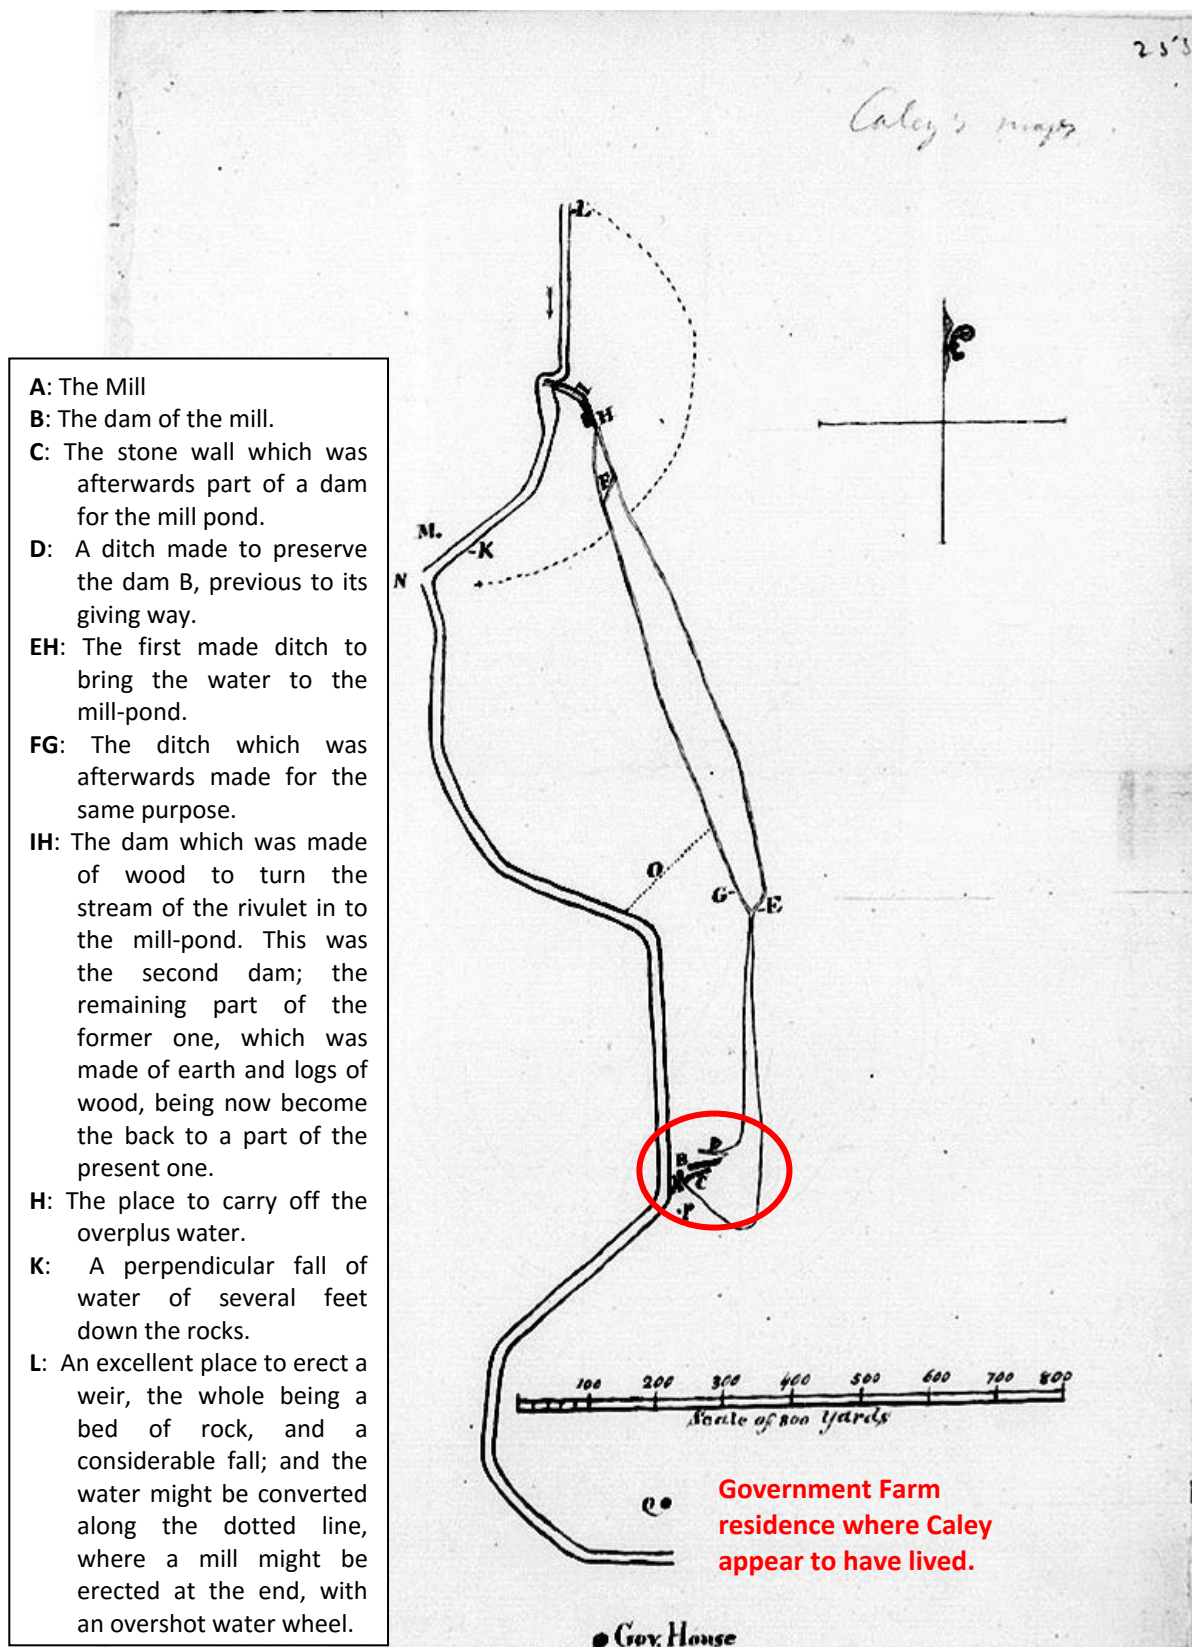 253
Caley's maps
L
A: The Mill
B: The dam of the mill.
C: The stone wall which was
afterwards part of a dam
for the mill pond.
D: A ditch made to preserve
the dam B, previous to its
giving way.
EH: The first made ditch to
bring the water to the
mill-pond.
FG: The ditch which was
afterwards made for the
same purpose.
IH: The dam which was made
of wood to turn the
stream of the rivulet in to
the mill-pond. This was
the second dam; the
remaining part of the
former one, which was
made of earth and logs of
wood, being now become
the back to a part of the
present one.
H: The place to carry off the
overplus water.
K: A perpendicular fall of
water of several feet
down the rocks.
L: An excellent place to erect a
weir, the whole being a
bed of rock, and a
considerable fall; and the
water might be converted
along the dotted line,
where a mill might be
erected at the end, with
an overshot water wheel.
I
H
F
M.
K
N
O
G
E
D
B
C
P
100 200 300 400 500 600 700 800
Scale of 800 Yards
Q
Government Farm
residence where Caley
appear to have lived.
Gov. House